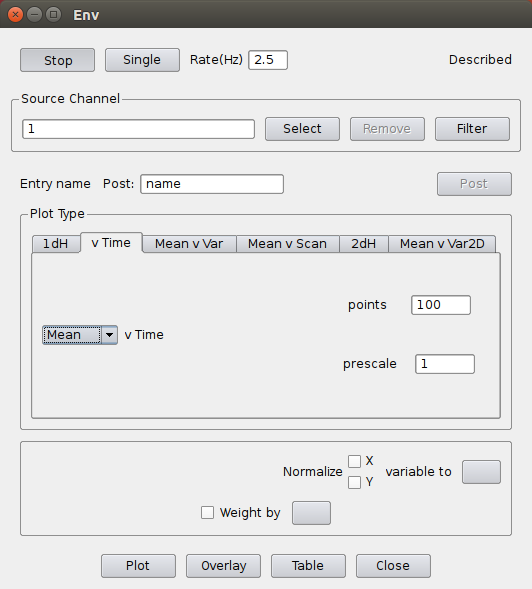 Env
Stop Single Rate(Hz) 2.5 Described
Source Channel
1 Select Remove Filter
Entry name Post: name Post
Plot Type
1dH v Time Mean v Var Mean v Scan 2dH Mean v Var2D
points 100
Mean v Time
prescale 1
Normalize X variable to
Y
Weight by
Plot Overlay Table Close